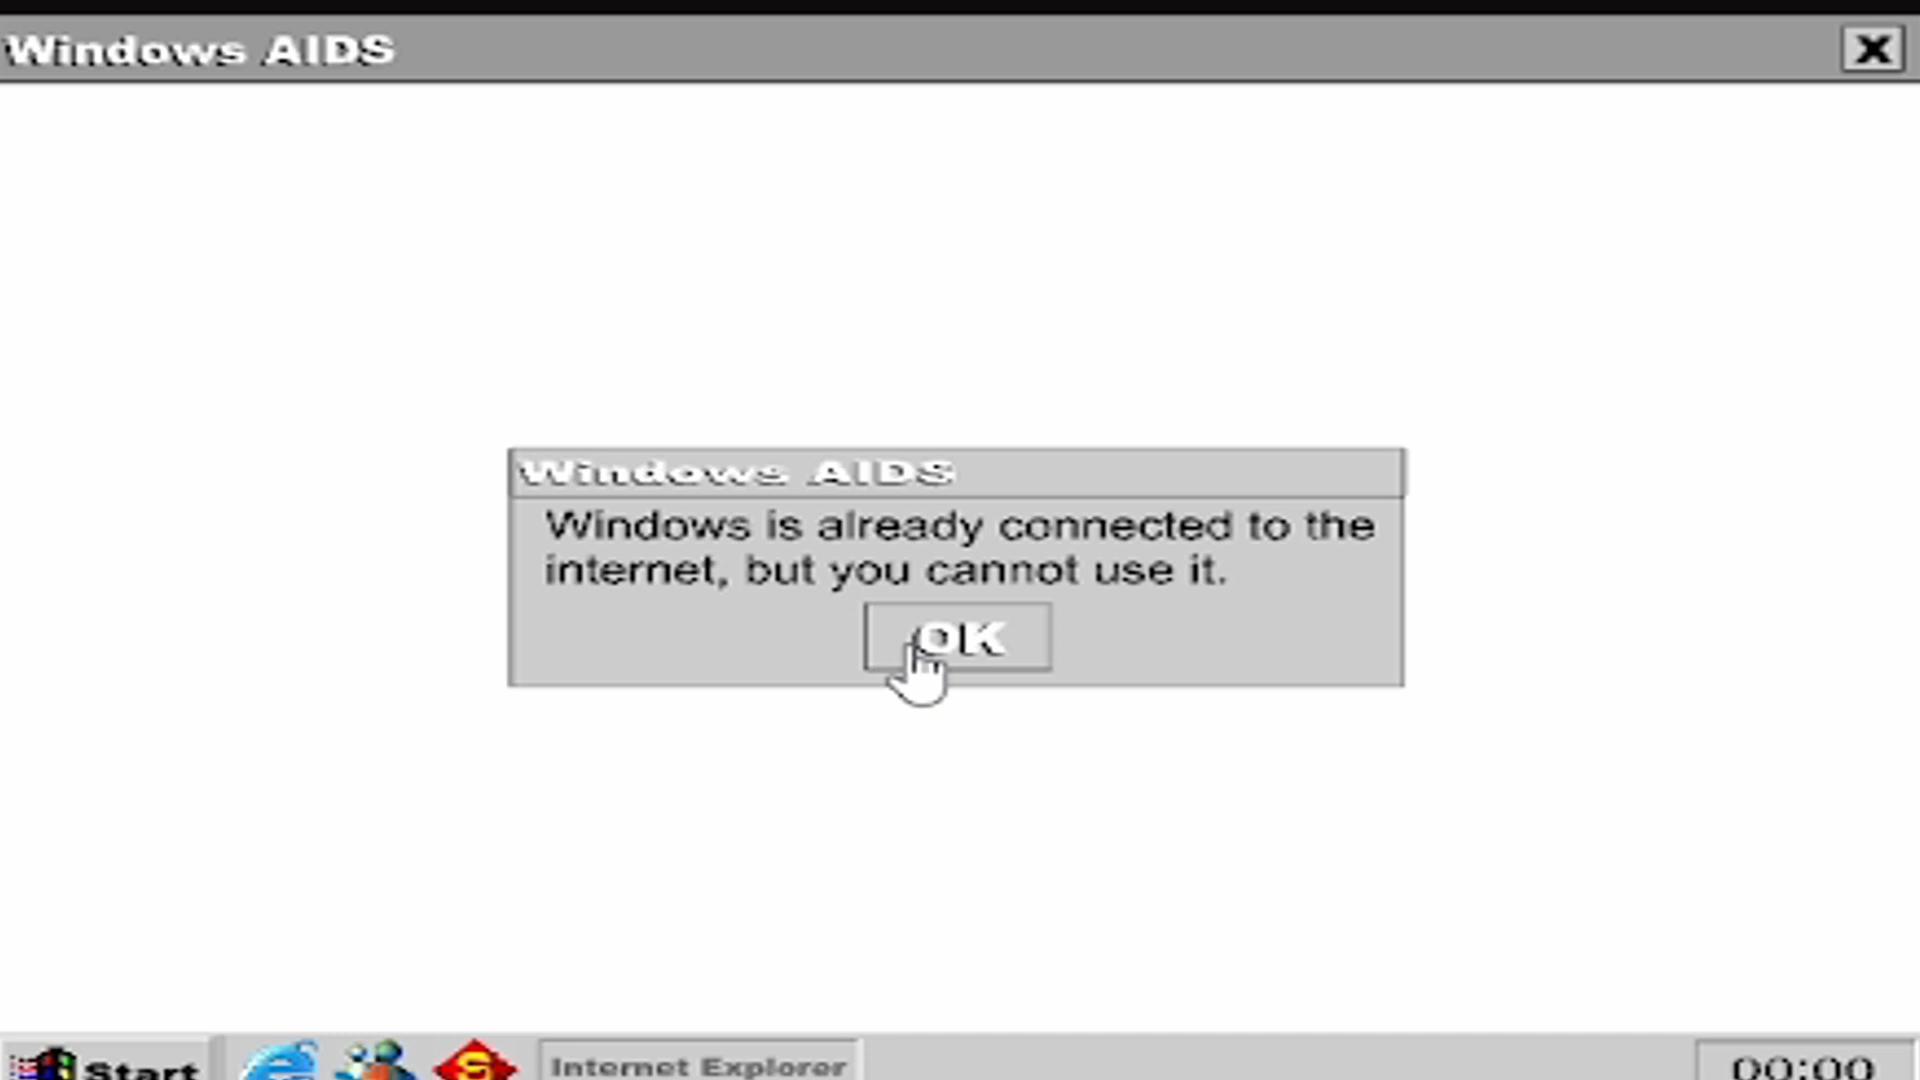 Windows AIDS
X
Windows AIDS
Windows is already connected to the
internet, but you cannot use it.
OK
Start
S
Internet Explorer
00:00